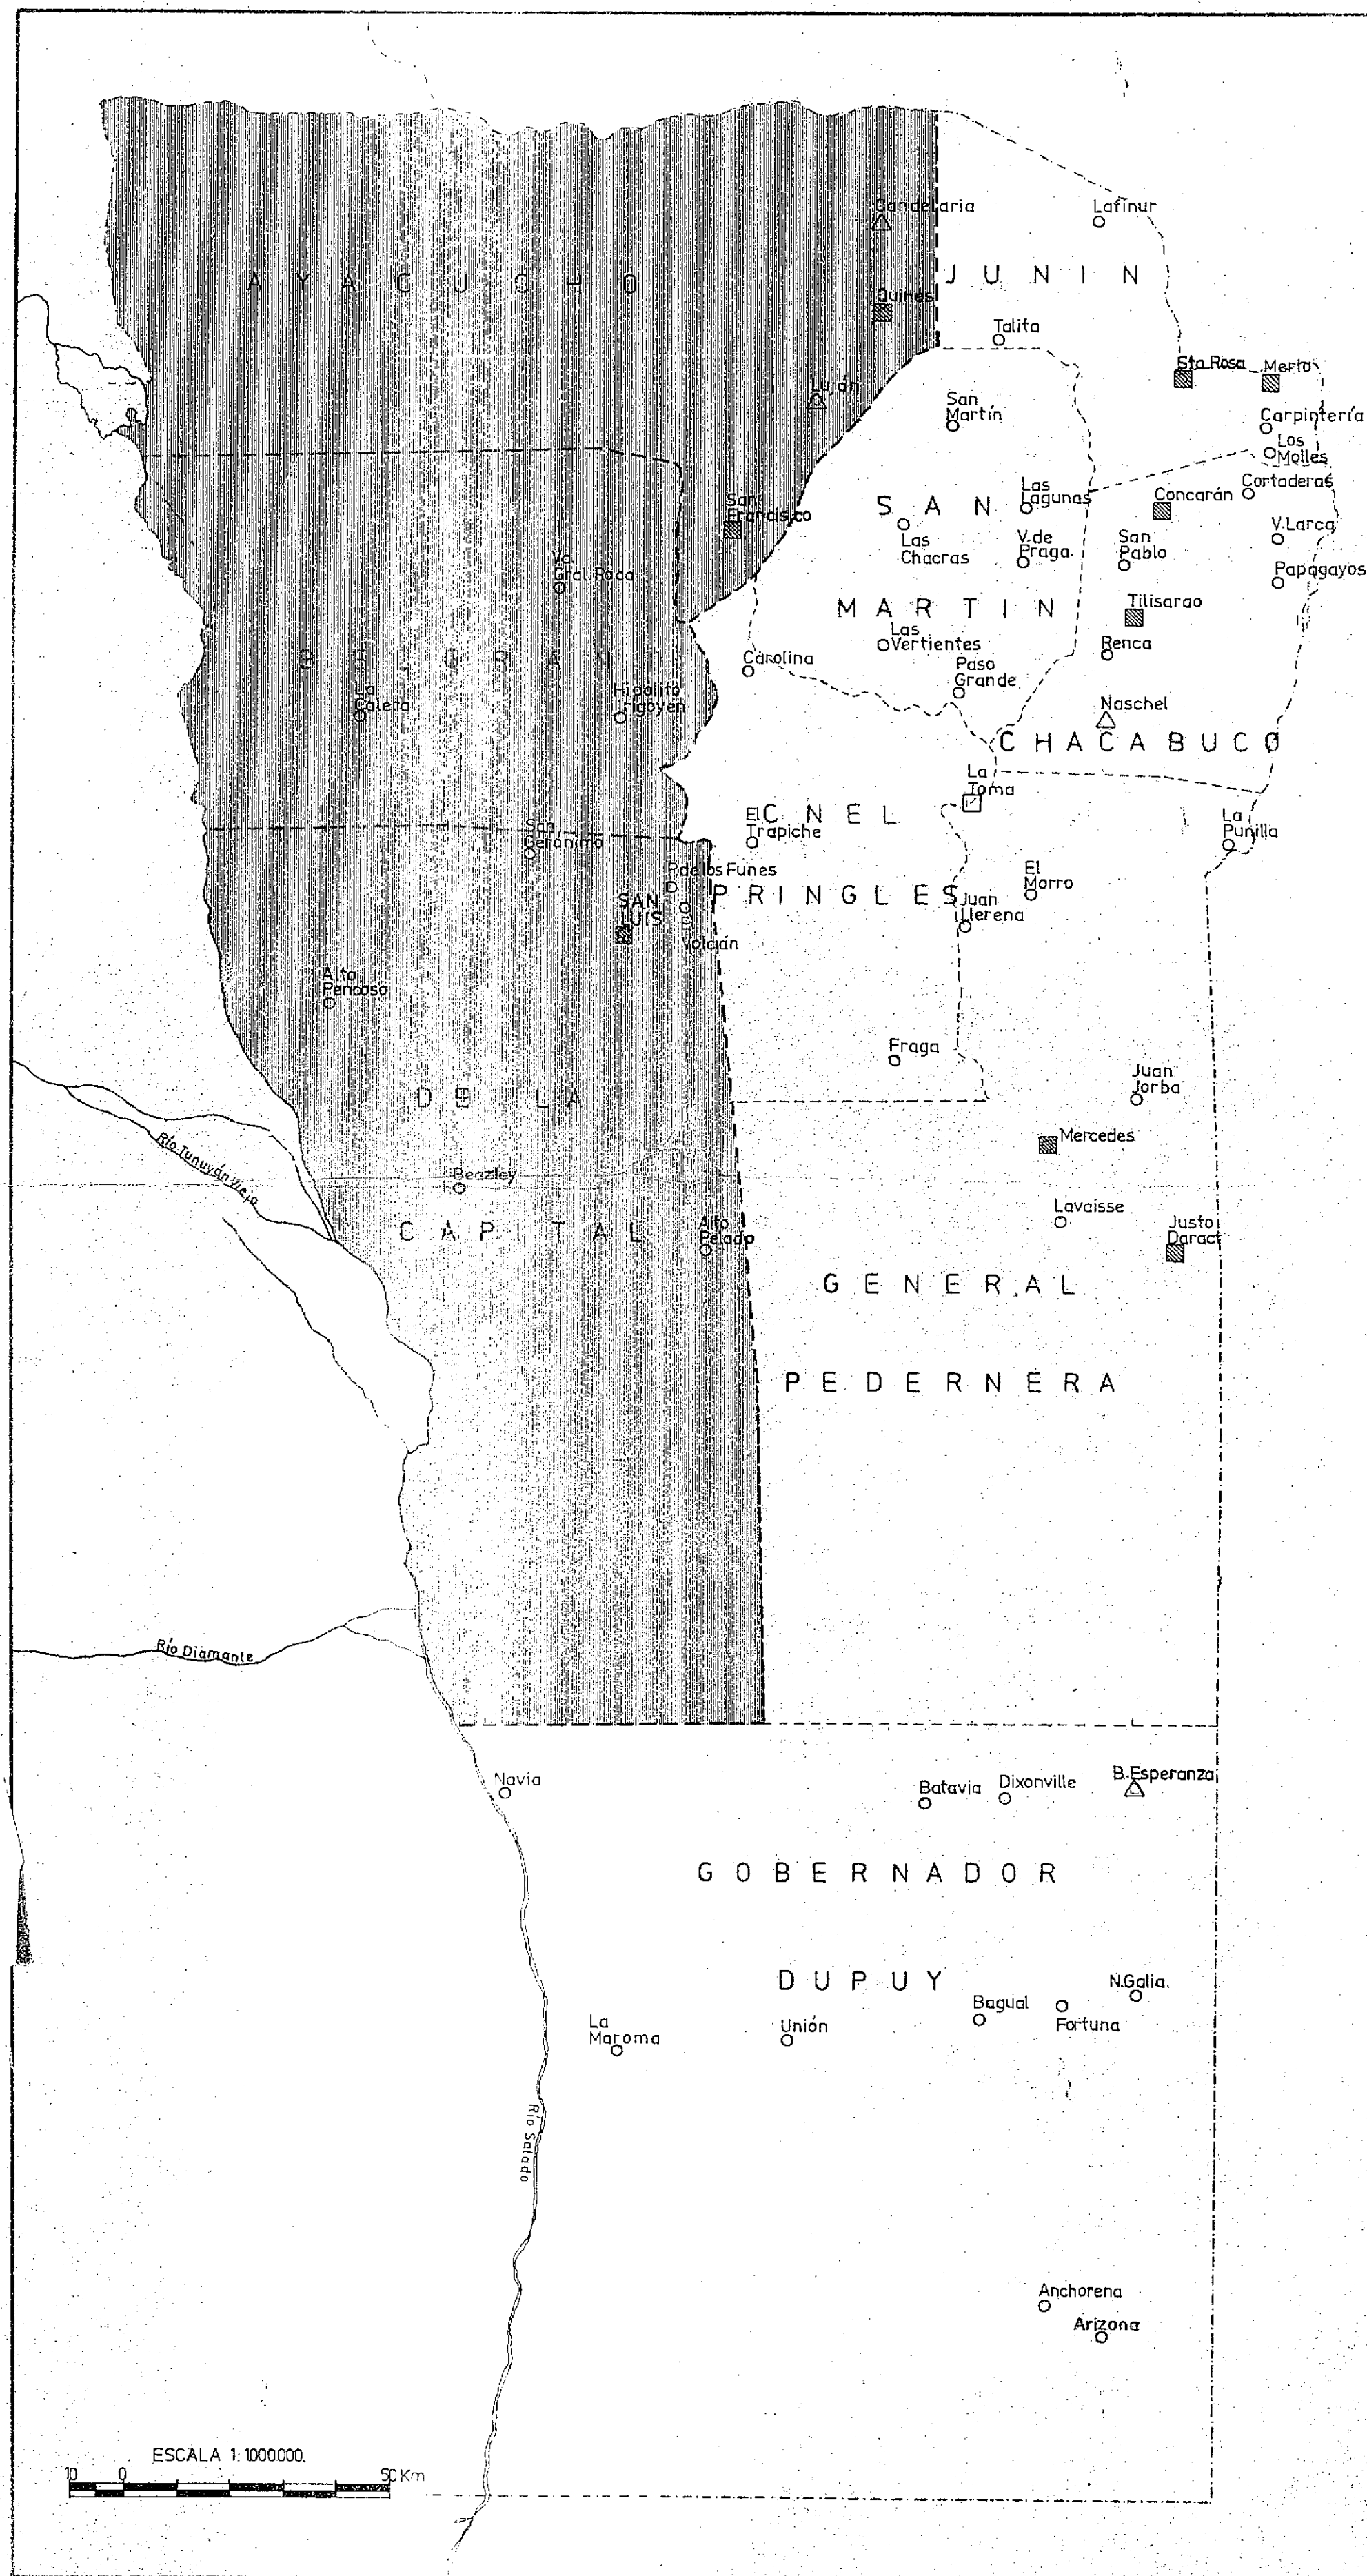 Candelaria
Lafinur
AYACUCHO
JUNIN
Quines
Talita
Sta Rosa
Merlo
Luján
San
Martín
Carpintería
Los
Molles
Cortaderas
San
Francisco
SAN
Las
Lagunas
Concarán
Las
Chacras
V.de
Praga.
San
Pablo
V.Larca
Va.
Gral.Roca
Papagayos
MARTIN
Tilisarao
Las
Vertientes
Renca
BELGRANO
Carolina
Paso
Grande
La
Calera
Hipólito
Irigoyen
Naschel
CHACABUCO
La
Toma
El
Trapiche
CNEL
La
Punilla
San
Gerónimo
P.de los Funes
El
Morro
PRINGLES
SAN
LUIS
El
Volcán
Juan
Llerena
Alto
Pencoso
Fraga
Juan
Jorba
DE LA
Río Tunuyán Viejo
Mercedes
Beazley
Lavaisse
CAPITAL
Alto
Pelado
Justo
Daract
GENERAL
PEDERNERA
Río Diamante
Navia
Batavia
Dixonville
B.Esperanza
GOBERNADOR
DUPUY
N.Galia.
Bagual
Fortuna
La
Maroma
Unión
Río Salado
Anchorena
Arizona
ESCALA 1:1000.000.
10 0 50 Km